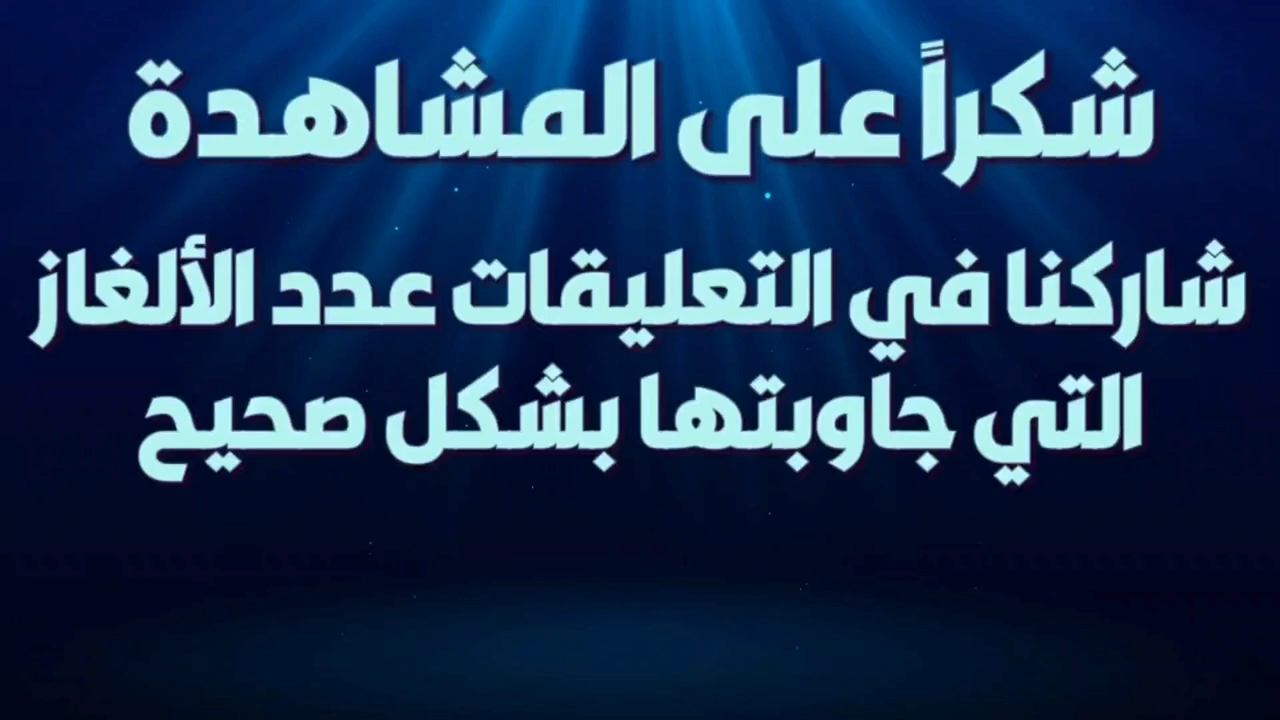 شكراً على المشاهدة
شاركنا في التعليقات عدد الألغاز
التي جاوبتها بشكل صحيح